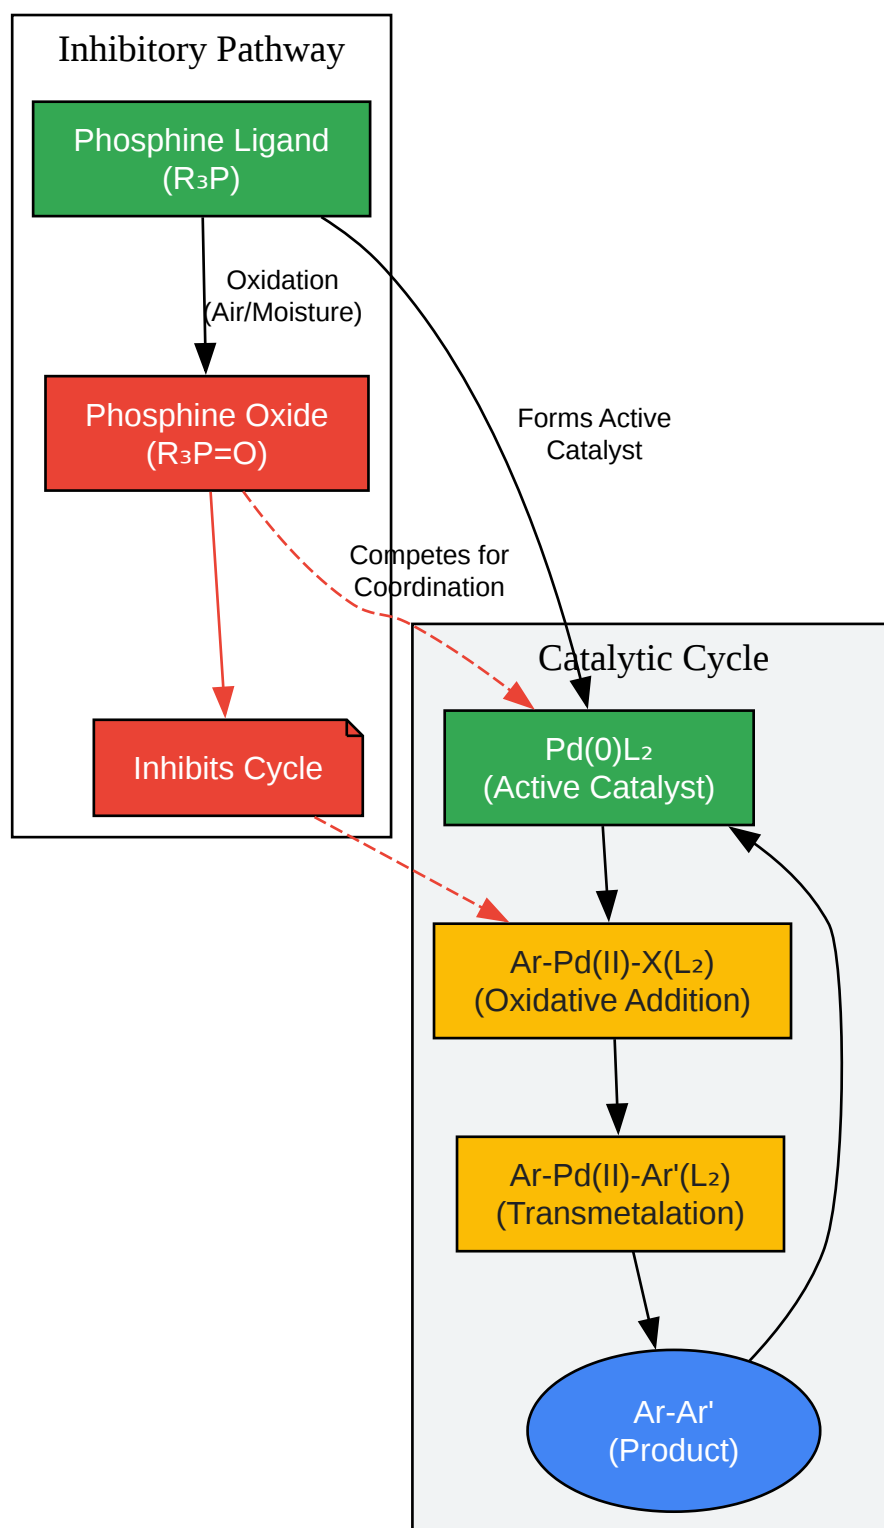 Inhibitory Pathway
Phosphine Ligand
(R₃P)
Oxidation
(Air/Moisture)
Phosphine Oxide
(R₃P=O)
Forms Active
Catalyst
Competes for
Coordination
Inhibits Cycle
Catalytic Cycle
Pd(0)L₂
(Active Catalyst)
Ar-Pd(II)-X(L₂)
(Oxidative Addition)
Ar-Pd(II)-Ar'(L₂)
(Transmetalation)
Ar-Ar'
(Product)